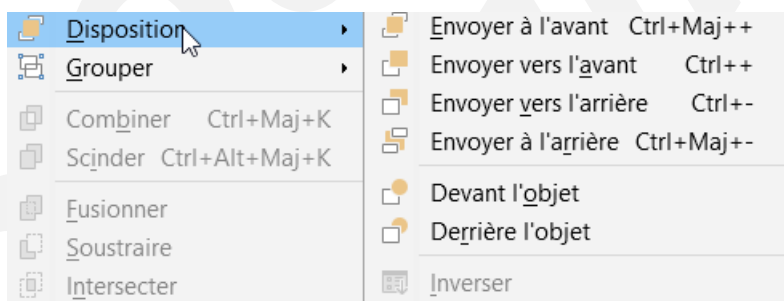 Disposition
Grouper
Combiner Ctrl+Maj+K
Scinder Ctrl+Alt+Maj+K
Fusionner
Soustraire
Intersecter
Envoyer à l'avant Ctrl+Maj++
Envoyer vers l'avant Ctrl++
Envoyer vers l'arrière Ctrl+-
Envoyer à l'arrière Ctrl+Maj+-
Devant l'objet
Derrière l'objet
Inverser